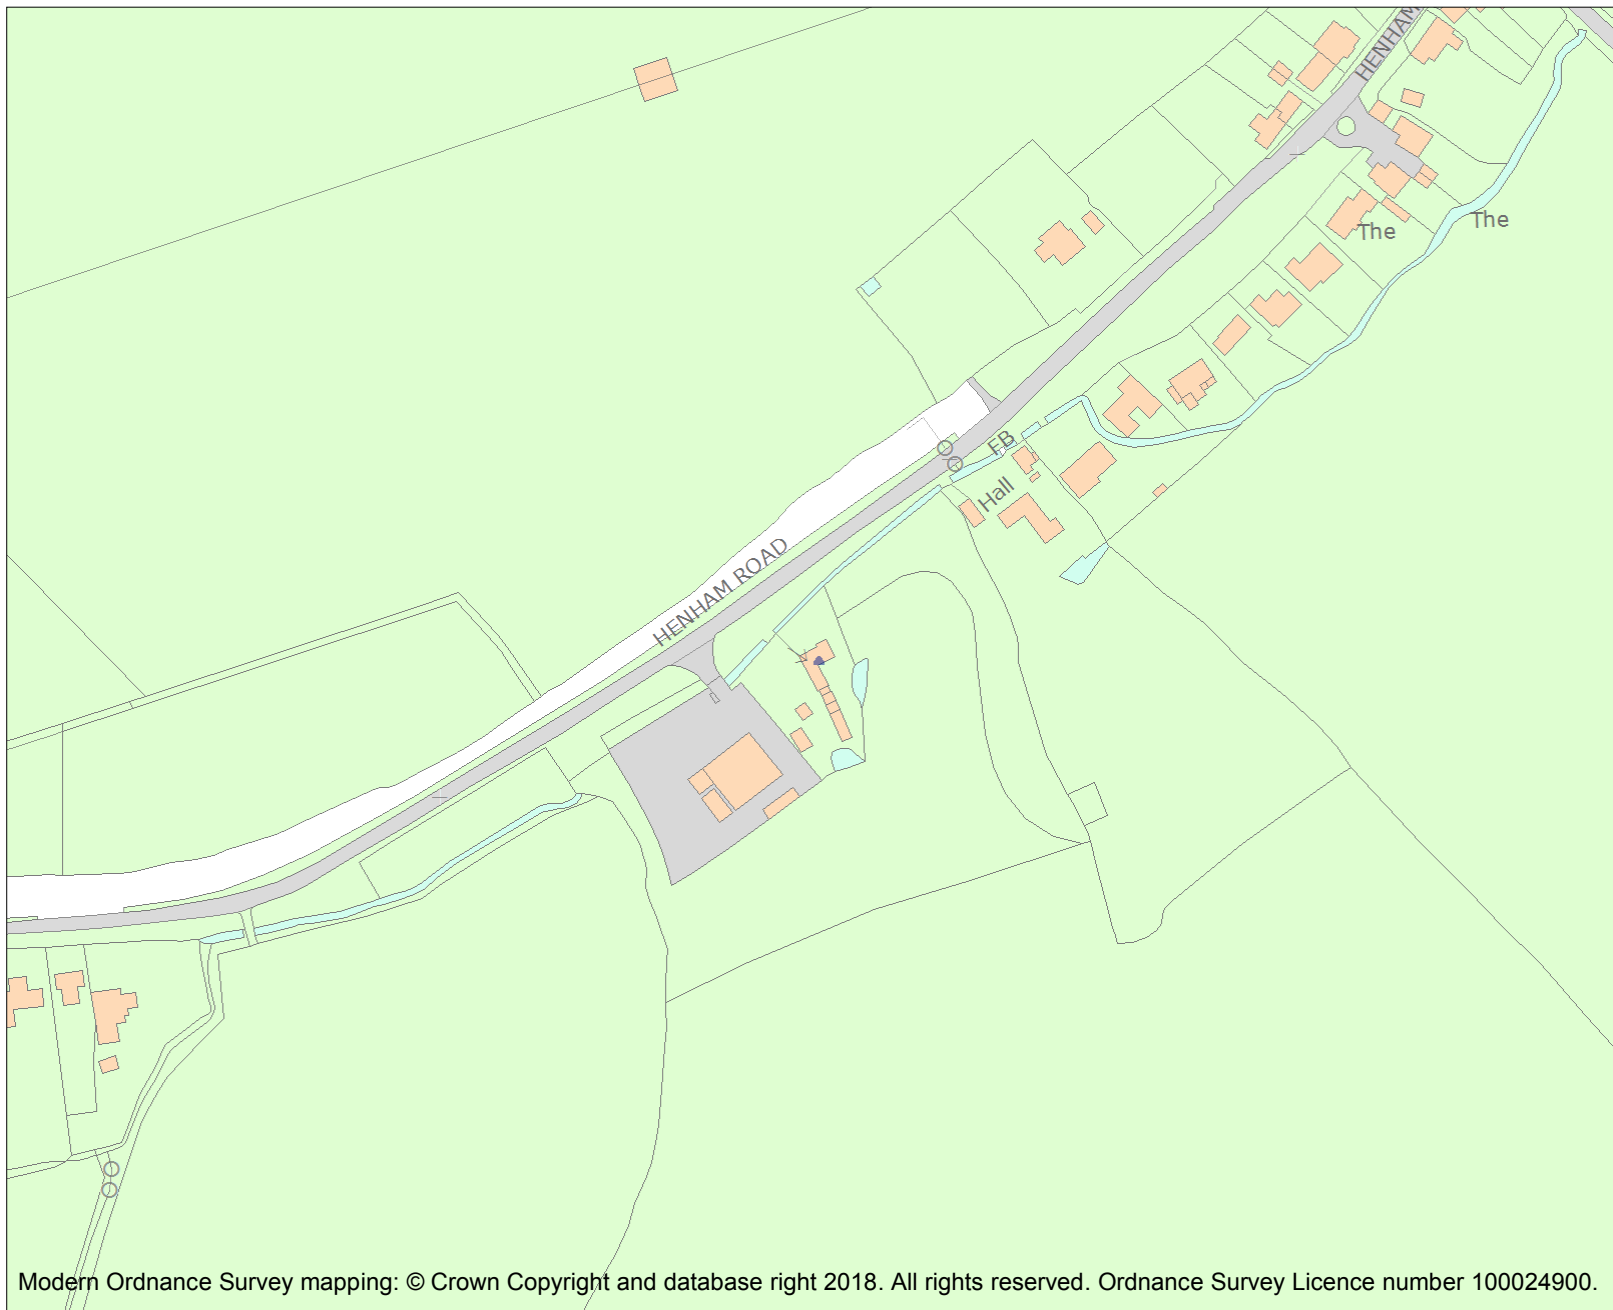 HENHAM
The
The
FB
Hall
HENHAM ROAD
Modern Ordnance Survey mapping: © Crown Copyright and database right 2018. All rights reserved. Ordnance Survey Licence number 100024900.